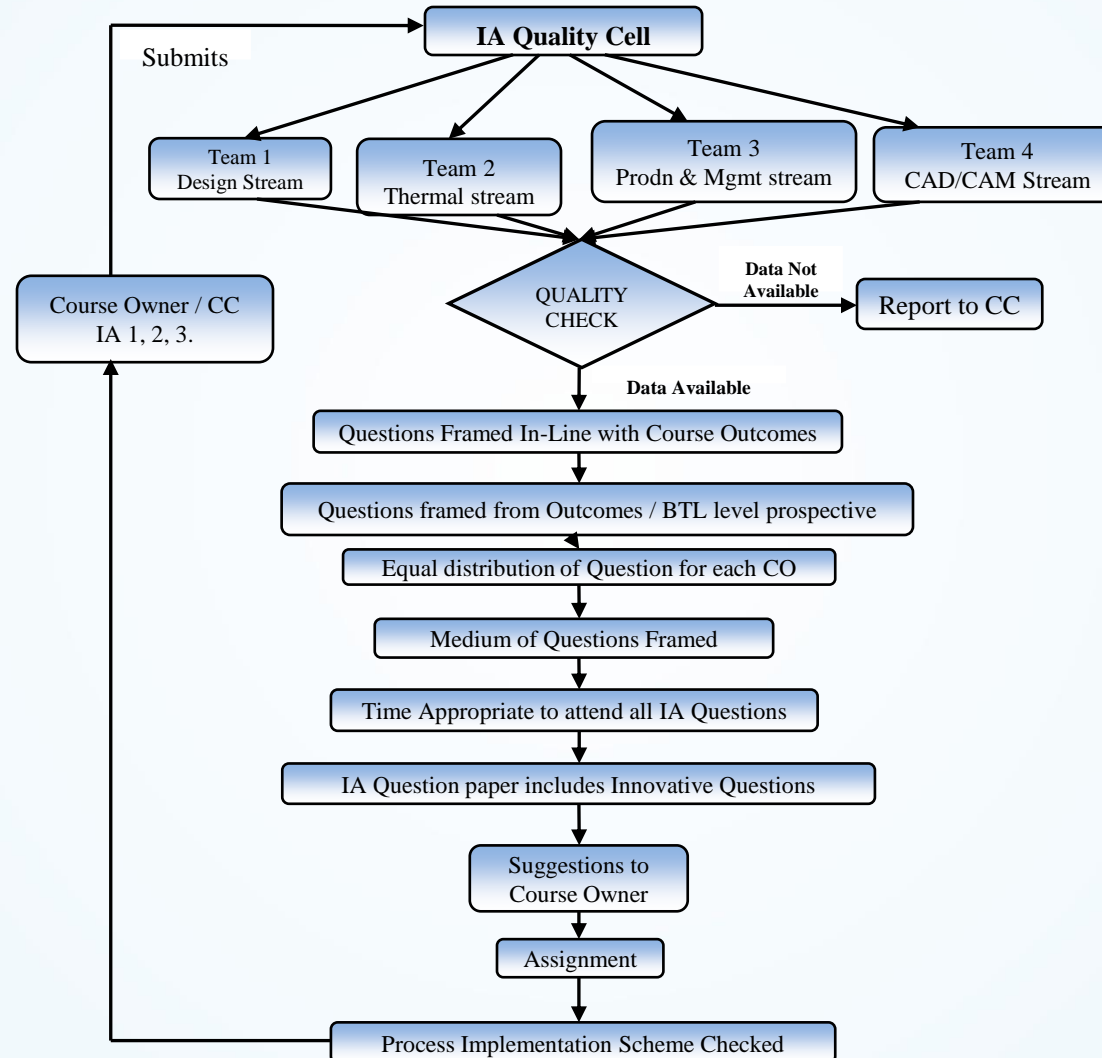 IA Quality Cell
Submits
Team 1
Design Stream
Team 2
Thermal stream
Team 3
Prodn & Mgmt stream
Team 4
CAD/CAM Stream
Course Owner / CC
IA 1, 2, 3.
QUALITY
CHECK
Data Not
Available
Report to CC
Data Available
Questions Framed In-Line with Course Outcomes
Questions framed from Outcomes / BTL level prospective
Equal distribution of Question for each CO
Medium of Questions Framed
Time Appropriate to attend all IA Questions
IA Question paper includes Innovative Questions
Suggestions to
Course Owner
Assignment
Process Implementation Scheme Checked